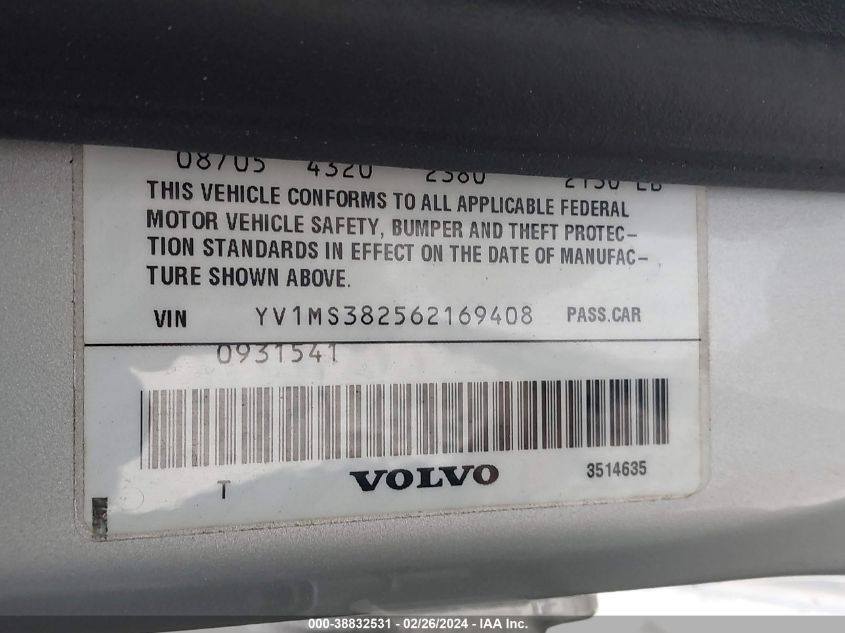 08/05 4320 2380 2130 LB
THIS VEHICLE CONFORMS TO ALL APPLICABLE FEDERAL
MOTOR VEHICLE SAFETY, BUMPER AND THEFT PROTEC-
TION STANDARDS IN EFFECT ON THE DATE OF MANUFAC-
TURE SHOWN ABOVE.
VIN YV1MS382562169408 PASS.CAR
0931541
T VOLVO 3514635
000-38832531 - 02/26/2024 - IAA Inc.